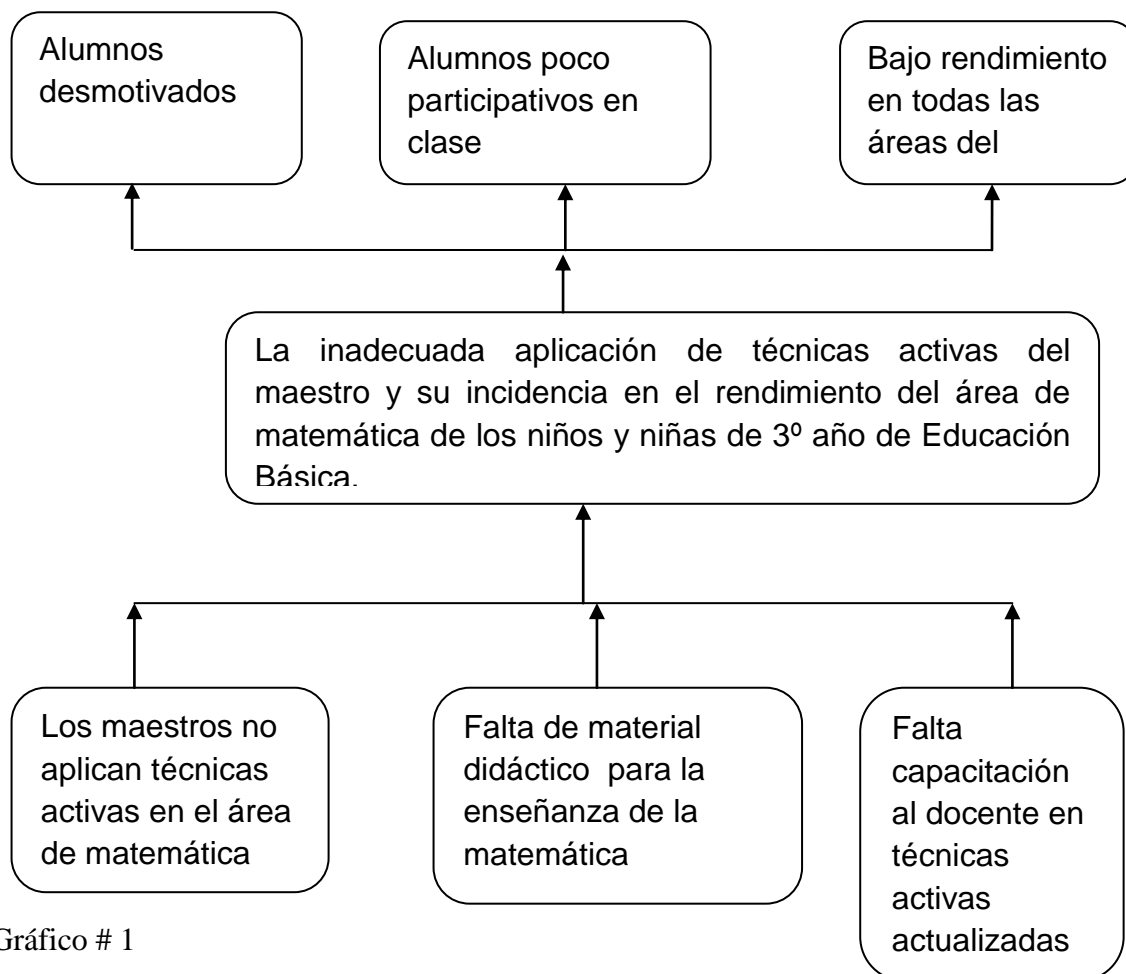 Alumnos
desmotivados
Alumnos poco
participativos en
clase
Bajo rendimiento
en todas las
áreas del
La inadecuada aplicación de técnicas activas del
maestro y su incidencia en el rendimiento del área de
matemática de los niños y niñas de 3º año de Educación
Básica.
Los maestros no
aplican técnicas
activas en el área
de matemática
Falta de material
didáctico para la
enseñanza de la
matemática
Falta
capacitación
al docente en
técnicas
activas
actualizadas
Gráfico # 1